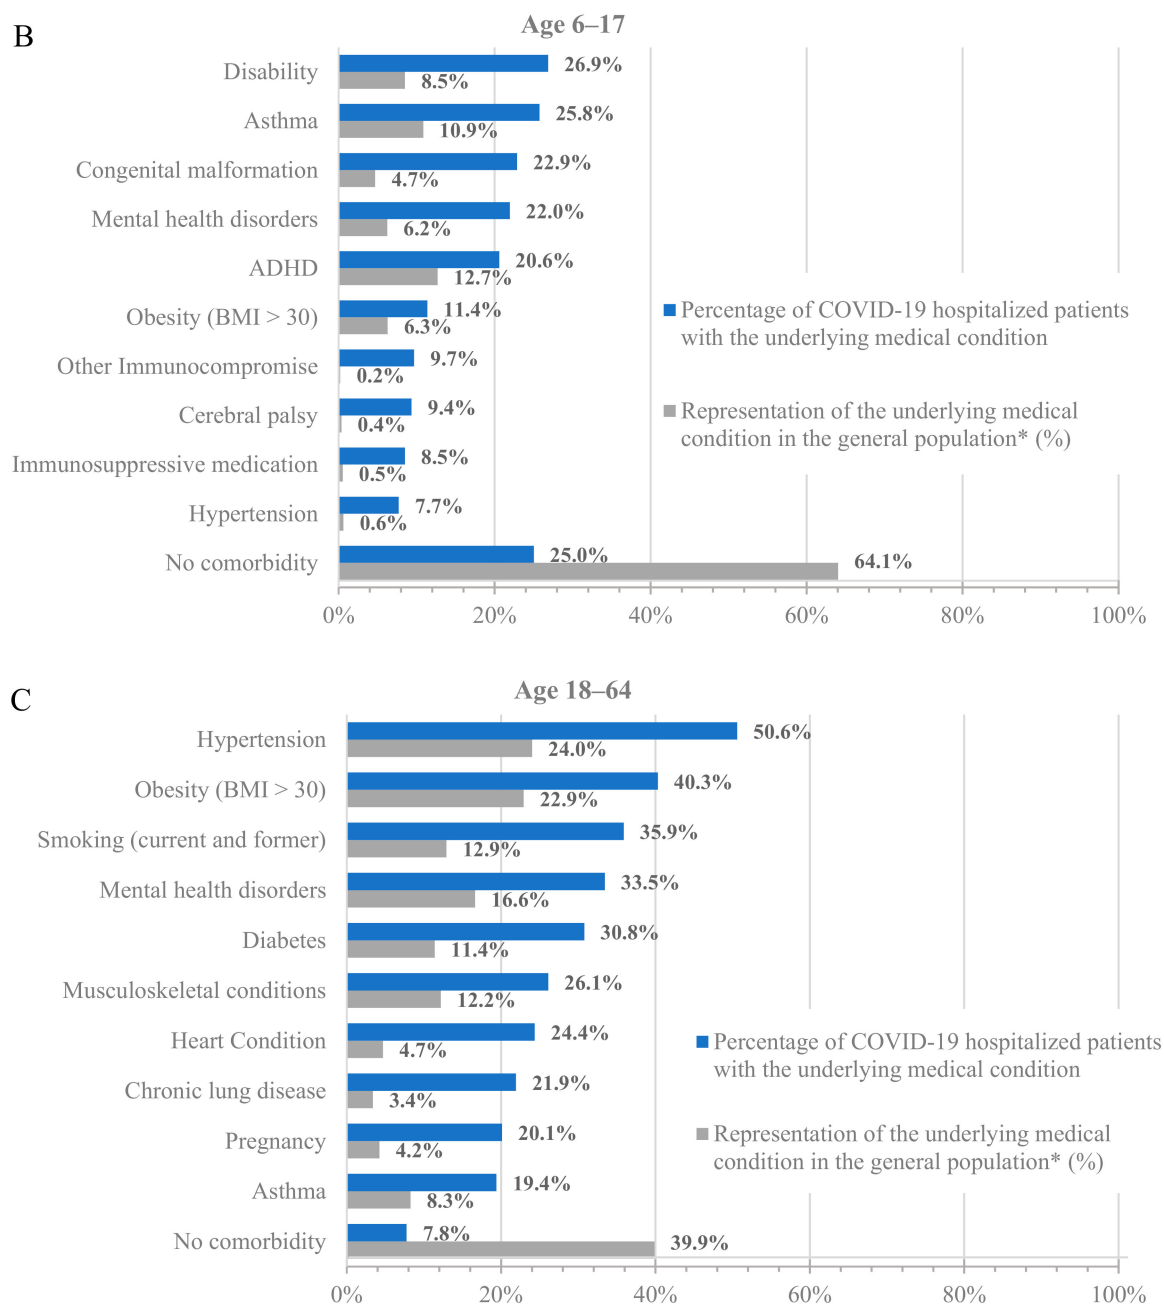 B
Age 6–17
Disability
26.9%
8.5%
Asthma
25.8%
10.9%
Congenital malformation
22.9%
4.7%
Mental health disorders
22.0%
6.2%
ADHD
20.6%
12.7%
Obesity (BMI > 30)
11.4%
6.3%
Other Immunocompromise
9.7%
0.2%
Cerebral palsy
9.4%
0.4%
Immunosuppressive medication
8.5%
0.5%
Hypertension
7.7%
0.6%
No comorbidity
25.0%
64.1%
Percentage of COVID-19 hospitalized patients
with the underlying medical condition
Representation of the underlying medical
condition in the general population* (%)
0% 20% 40% 60% 80% 100%
C
Age 18–64
Hypertension
50.6%
24.0%
Obesity (BMI > 30)
40.3%
22.9%
Smoking (current and former)
35.9%
12.9%
Mental health disorders
33.5%
16.6%
Diabetes
30.8%
11.4%
Musculoskeletal conditions
26.1%
12.2%
Heart Condition
24.4%
4.7%
Chronic lung disease
21.9%
3.4%
Pregnancy
20.1%
4.2%
Asthma
19.4%
8.3%
No comorbidity
7.8%
39.9%
Percentage of COVID-19 hospitalized patients
with the underlying medical condition
Representation of the underlying medical
condition in the general population* (%)
0% 20% 40% 60% 80% 100%